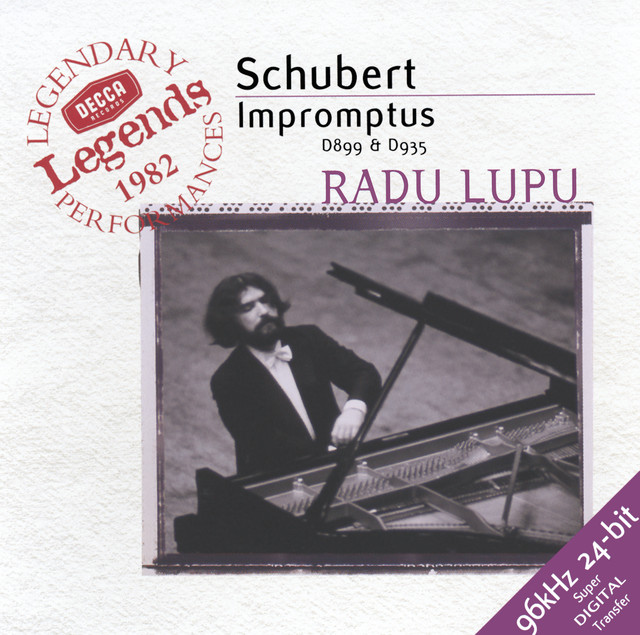 LEGENDARY
DECCA
RECORDS
Legends
1982
PERFORMANCES
Schubert
Impromptus
D899 & D935
RADU LUPU
96kHz 24-bit
Super
DIGITAL
Transfer